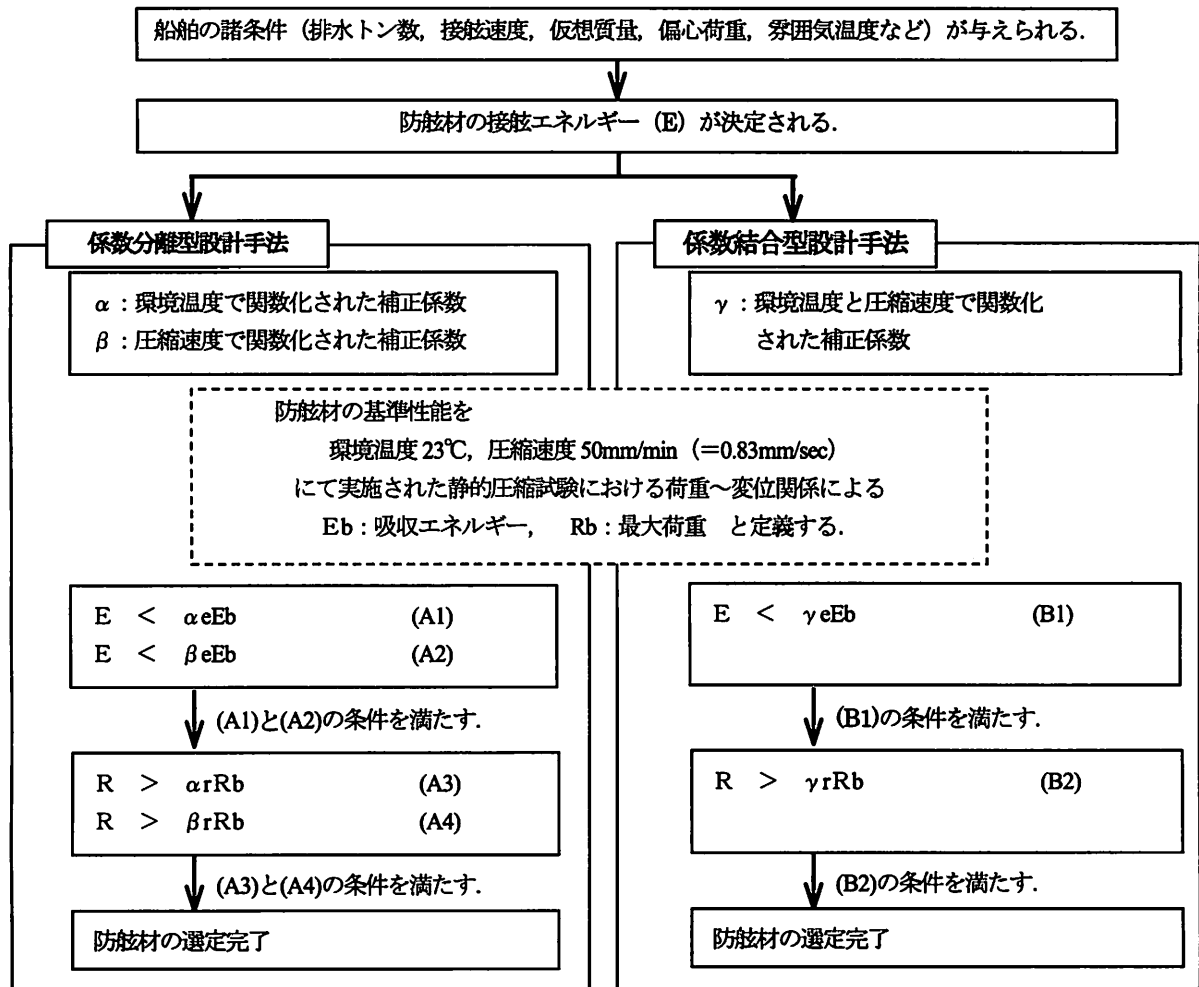 船舶の諸条件（排水トン数，接舷速度，仮想質量，偏心荷重，雰囲気温度など）が与えられる．
防舷材の接舷エネルギー（E）が決定される．
係数分離型設計手法
α：環境温度で関数化された補正係数
β：圧縮速度で関数化された補正係数
係数結合型設計手法
γ：環境温度と圧縮速度で関数化
された補正係数
防舷材の基準性能を
環境温度 23℃，圧縮速度 50mm/min（＝0.83mm/sec）
にて実施された静的圧縮試験における荷重～変位関係による
Eb：吸収エネルギー，　Rb：最大荷重　と定義する．
E ＜ αeEb (A1)
E ＜ βeEb (A2)
(A1)と(A2)の条件を満たす．
R ＞ αrRb (A3)
R ＞ βrRb (A4)
(A3)と(A4)の条件を満たす．
防舷材の選定完了
E ＜ γeEb (B1)
(B1)の条件を満たす．
R ＞ γrRb (B2)
(B2)の条件を満たす．
防舷材の選定完了